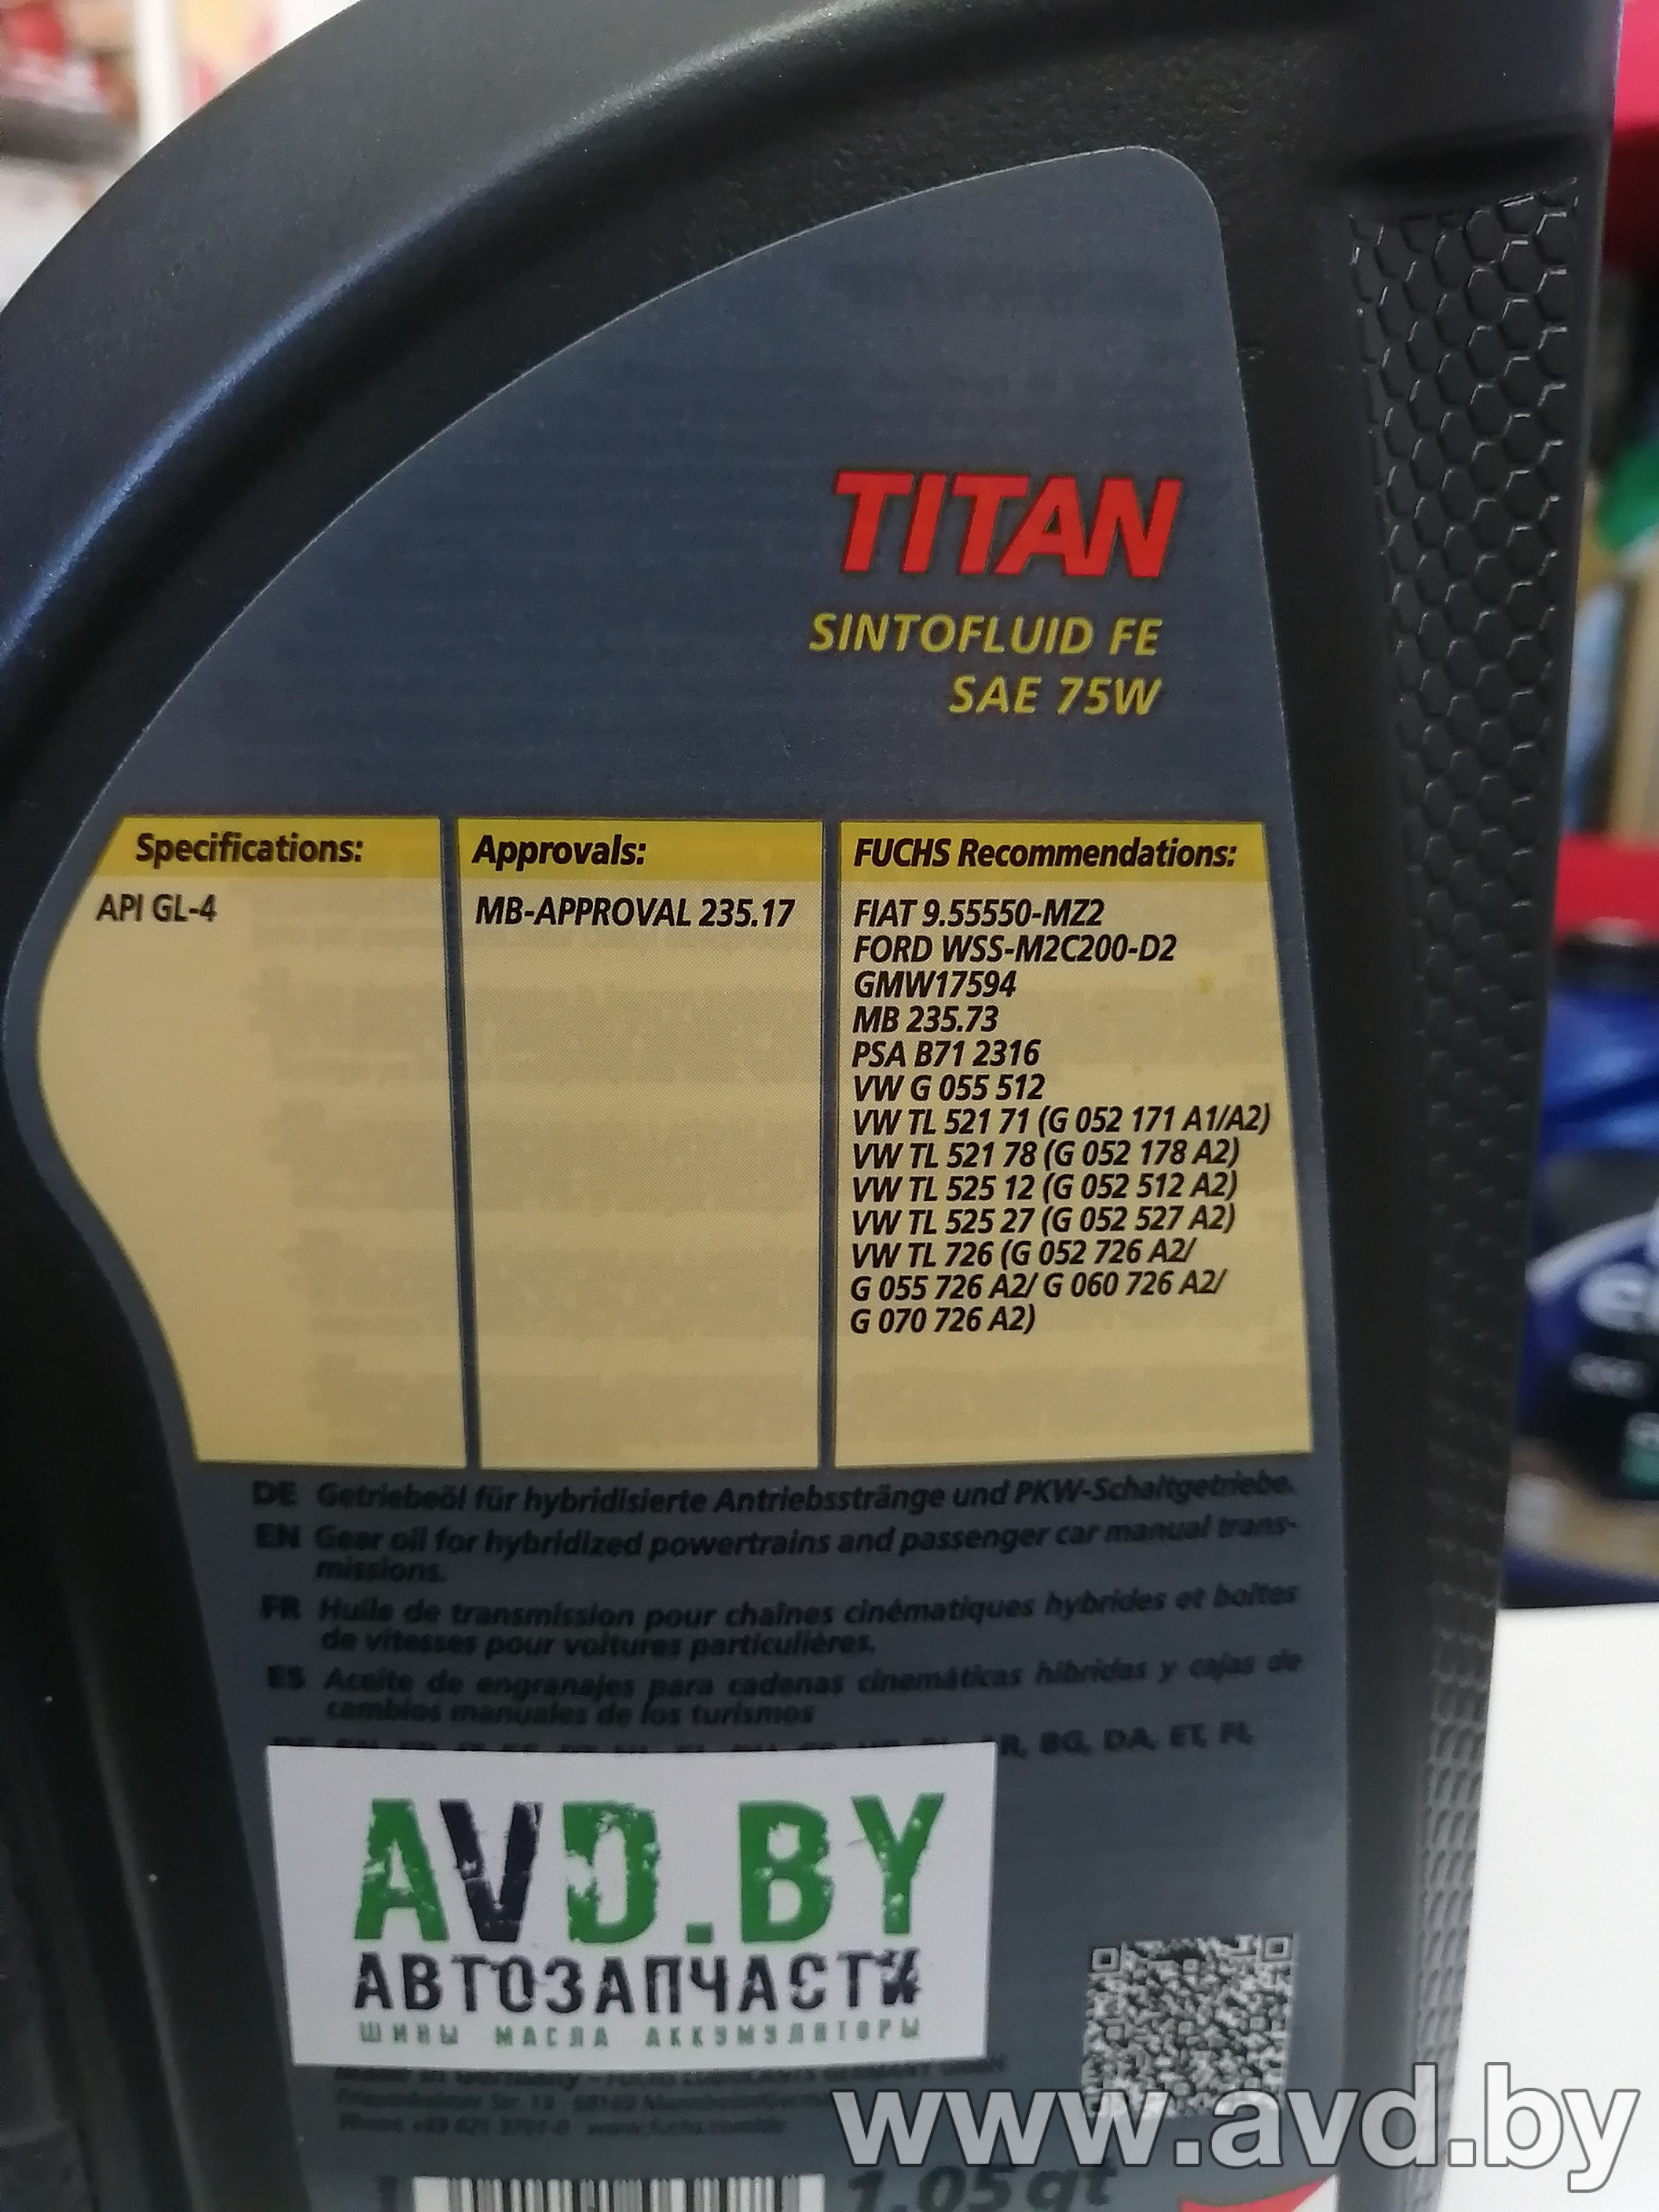 TITAN
SINTOFLUID FE
SAE 75W
Specifications:
API GL-4
Approvals:
MB-APPROVAL 235.17
FUCHS Recommendations:
FIAT 9.55550-MZ2
FORD WSS-M2C200-D2
GMW17594
MB 235.73
PSA B71 2316
VW G 055 512
VW TL 521 71 (G 052 171 A1/A2)
VW TL 521 78 (G 052 178 A2)
VW TL 525 12 (G 052 512 A2)
VW TL 525 27 (G 052 527 A2)
VW TL 726 (G 052 726 A2/
G 055 726 A2/ G 060 726 A2/
G 070 726 A2)
DE Getriebeöl für hybridisierte Antriebsstränge und PKW-Schaltgetriebe.
EN Gear oil for hybridized powertrains and passenger car manual trans-
missions.
FR Huile de transmission pour chaînes cinématiques hybrides et boîtes
de vitesses pour voitures particulières.
ES Aceite de engranajes para cadenas cinemáticas híbridas y cajas de
cambios manuales de los turismos
BG, DA, ET, FI,
AVD.BY
АВТОЗАПЧАСТИ
ШИНЫ МАСЛА АККУМУЛЯТОРЫ
www.avd.by
1.05 qt